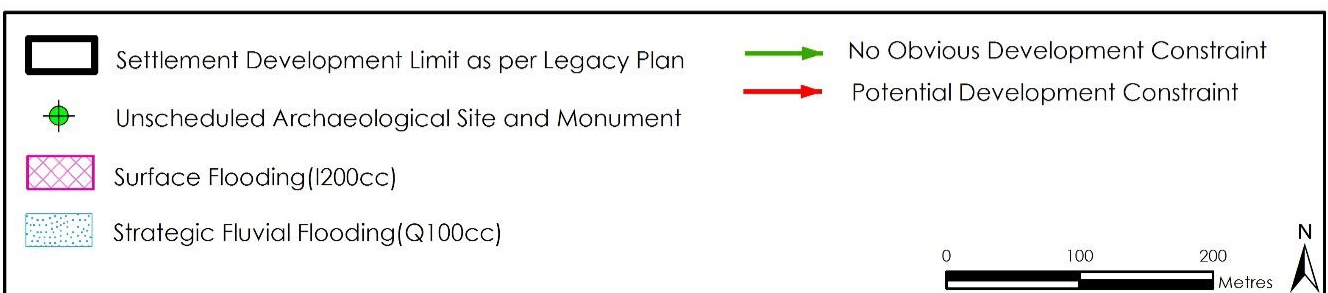 Settlement Development Limit as per Legacy Plan
Unscheduled Archaeological Site and Monument
Surface Flooding(I200cc)
Strategic Fluvial Flooding(Q100cc)
No Obvious Development Constraint
Potential Development Constraint
0 100 200
Metres
N